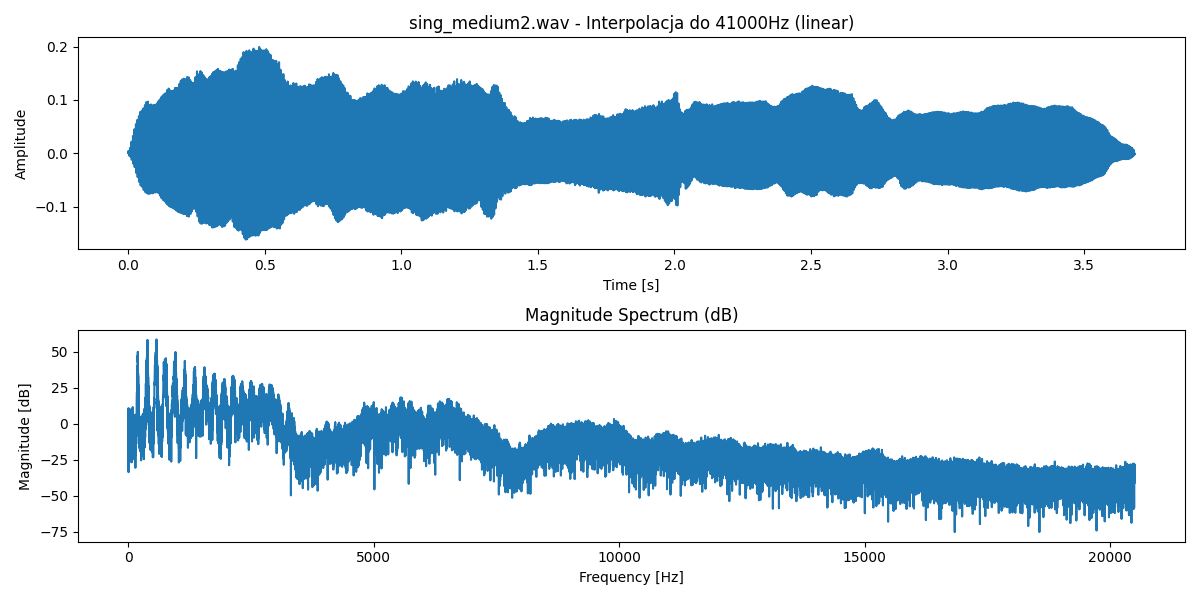 sing_medium2.wav - Interpolacja do 41000Hz (linear)
Amplitude
0.2
0.1
0.0
−0.1
0.0 0.5 1.0 1.5 2.0 2.5 3.0 3.5
Time [s]
Magnitude Spectrum (dB)
Magnitude [dB]
50
25
0
−25
−50
−75
0 5000 10000 15000 20000
Frequency [Hz]